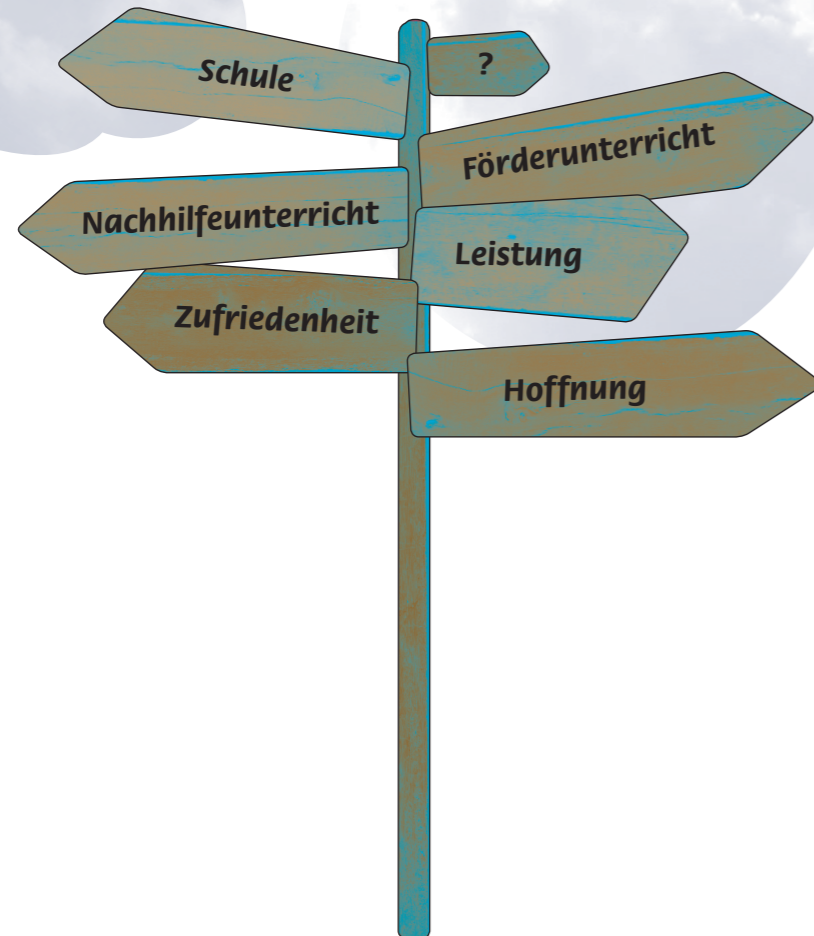 Schule
?
Förderunterricht
Nachhilfeunterricht
Leistung
Zufriedenheit
Hoffnung